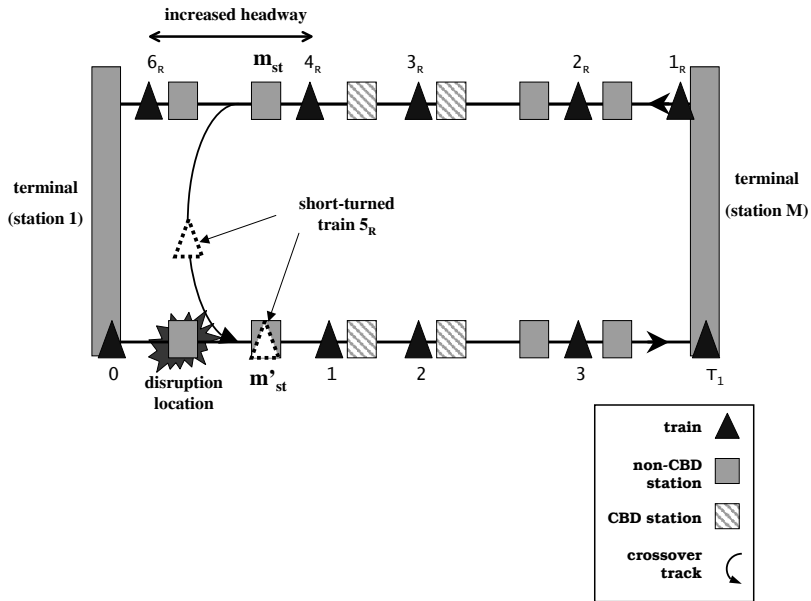 increased headway
6R
mst
4R
3R
2R
1R
terminal
(station 1)
terminal
(station M)
short-turned
train 5R
0
disruption
location
m'st
1
2
3
T1
train
non-CBD
station
CBD station
crossover
track